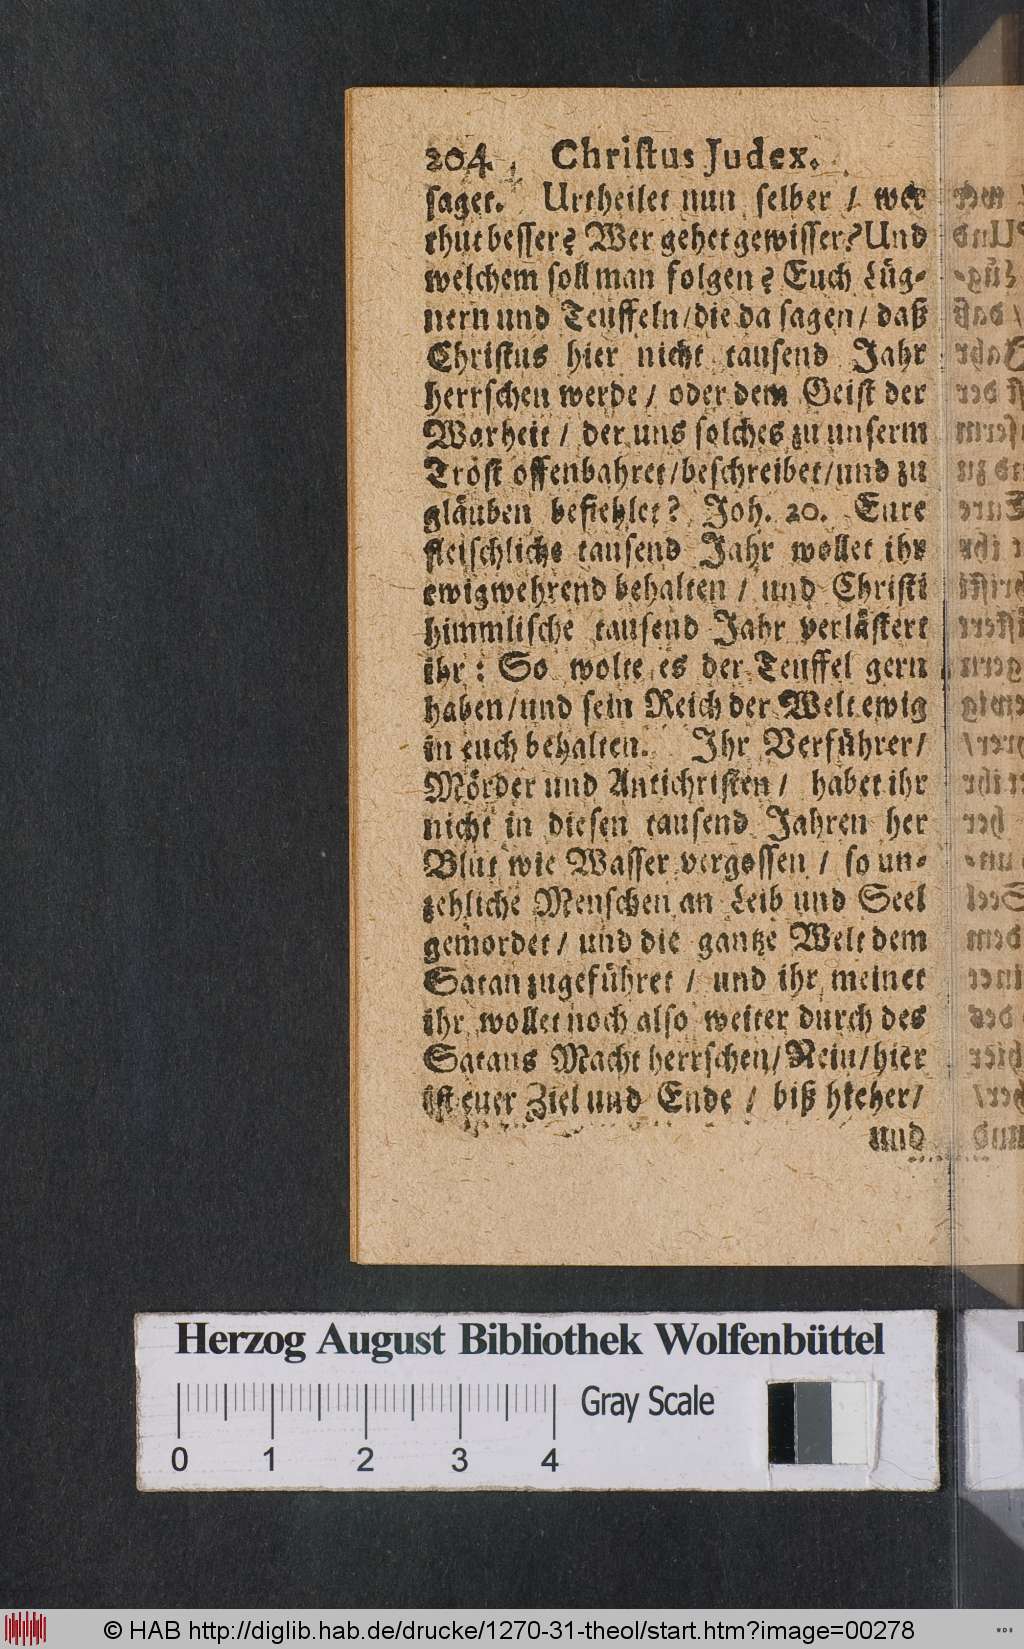 204 Christus Judex.
saget. Urtheilet nun selber / wer
thut besser? Wer gehet gewisser? Und
welchem soll man folgen? Euch Lüg-
nern und Teuffeln/die da sagen/ daß
Christus hier nicht tausend Jahr
herrschen werde / oder dem Geist der
Warheit / der uns solches zu unserm
Trost offenbahret/beschreibet/und zu
gläuben befiehlet? Joh. 20. Eure
fleischliche tausend Jahr wollet ihr
ewigwehrend behalten / und Christi
himmlische tausend Jahr verlästert
ihr: So wolte es der Teuffel gern
haben/und sein Reich der Welt ewig
in euch behalten. Ihr Verführer/
Mörder und Antichristen / habet ihr
nicht in diesen tausend Jahren her
Blut wie Wasser vergossen / so un-
zehliche Menschen an Leib und Seel
gemordet / und die gantze Welt dem
Satan zugeführet / und ihr meinet
ihr wollet noch also weiter durch des
Satans Macht herrschen/Nein/hier
ist euer Ziel und Ende / biß hieher/
und
Herzog August Bibliothek Wolfenbüttel
Gray Scale
0 1 2 3 4
© HAB http://diglib.hab.de/drucke/1270-31-theol/start.htm?image=00278